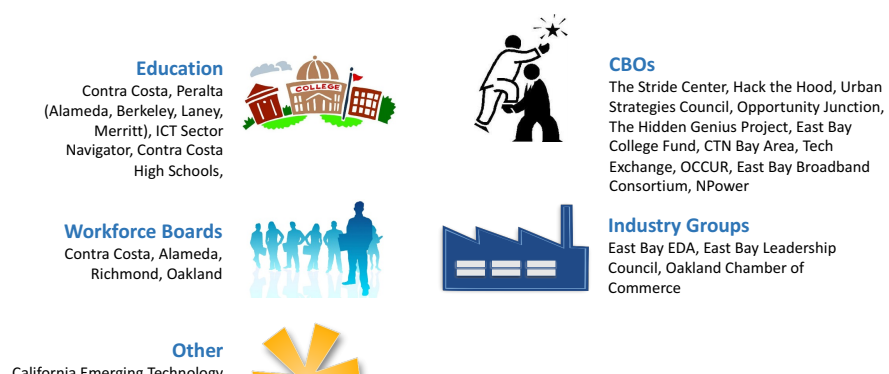 Education
Contra Costa, Peralta
(Alameda, Berkeley, Laney,
Merritt), ICT Sector
Navigator, Contra Costa
High Schools,
COLLEGE
CBOs
The Stride Center, Hack the Hood, Urban
Strategies Council, Opportunity Junction,
The Hidden Genius Project, East Bay
College Fund, CTN Bay Area, Tech
Exchange, OCCUR, East Bay Broadband
Consortium, NPower
Workforce Boards
Contra Costa, Alameda,
Richmond, Oakland
Industry Groups
East Bay EDA, East Bay Leadership
Council, Oakland Chamber of
Commerce
Other
California Emerging Technology